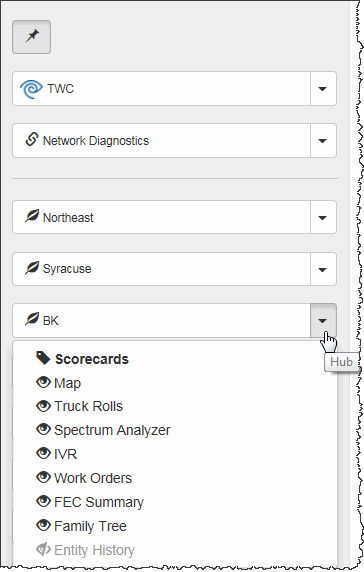 TWC
Network Diagnostics
Northeast
Syracuse
BK
Hub
Scorecards
Map
Truck Rolls
Spectrum Analyzer
IVR
Work Orders
FEC Summary
Family Tree
Entity History